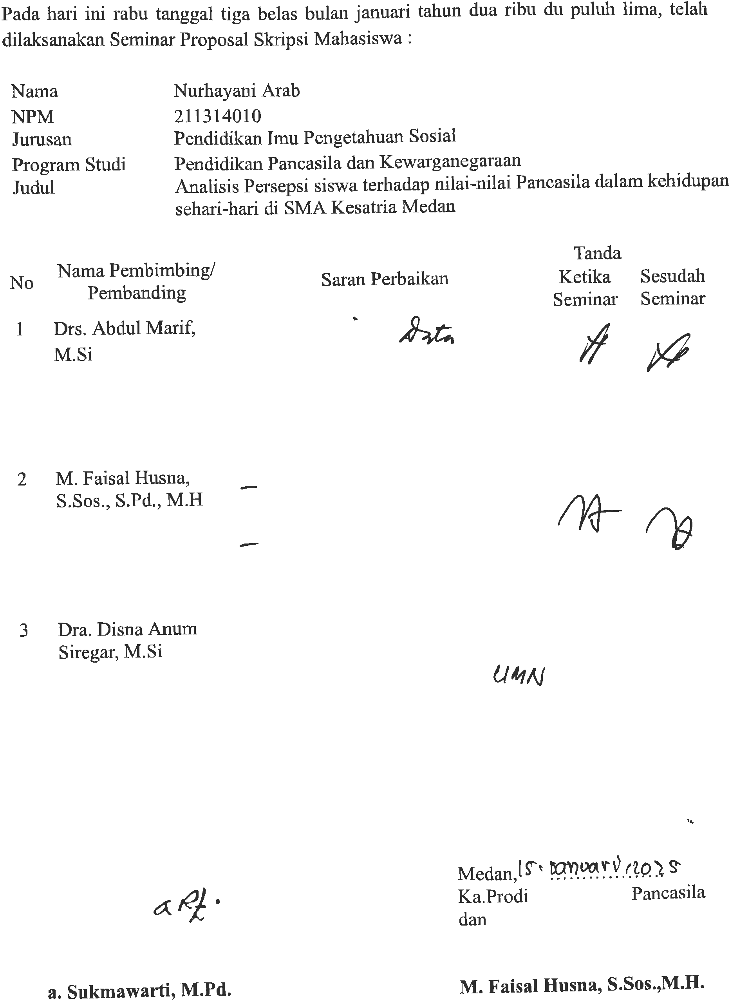 Pada hari ini rabu tanggal tiga belas bulan januari tahun dua ribu du puluh lima, telah
dilaksanakan Seminar Proposal Skripsi Mahasiswa :
Nama Nurhayani Arab
NPM 211314010
Jurusan Pendidikan Imu Pengetahuan Sosial
Program Studi Pendidikan Pancasila dan Kewarganegaraan
Judul Analisis Persepsi siswa terhadap nilai-nilai Pancasila dalam kehidupan
sehari-hari di SMA Kesatria Medan
Tanda
No Nama Pembimbing/ Saran Perbaikan Ketika Sesudah
Pembanding Seminar Seminar
1 Drs. Abdul Marif,
M.Si
2 M. Faisal Husna,
S.Sos., S.Pd., M.H
3 Dra. Disna Anum
Siregar, M.Si
UMN
Medan, 15 Januari 2025
Ka.Prodi Pancasila
dan
a. Sukmawarti, M.Pd. M. Faisal Husna, S.Sos.,M.H.